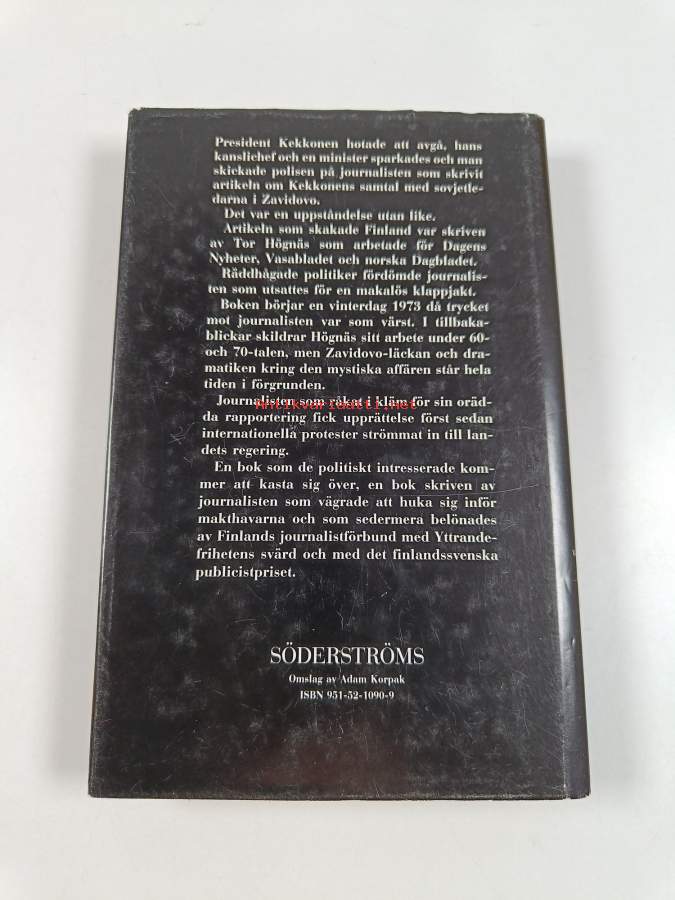 President Kekkonen hotade att avgå, hans
kanslichef och en minister sparkades och man
skickade polisen på journalisten som skrivit
artikeln om Kekkonens samtal med sovjetle-
darna i Zavidovo.
Det var en uppståndelse utan like.
Artikeln som skakade Finland var skriven
av Tor Högnäs som arbetade för Dagens
Nyheter, Vasabladet och norska Dagbladet.
Räddhågade politiker fördömde journalis-
ten som utsattes för en makalös klappjakt.
Boken börjar en vinterdag 1973 då trycket
mot journalisten var som värst. I tillbaka-
blickar skildrar Högnäs sitt arbete under 60-
och 70-talen, men Zavidovo-läckan och dra-
matiken kring den mystiska affären står hela
tiden i förgrunden.
Journalisten som råkat i kläm för sin oräd-
antikvariaatti.net
da rapportering fick upprättelse först sedan
internationella protester strömmat in till lan-
dets regering.
En bok som de politiskt intresserade kom-
mer att kasta sig över, en bok skriven av
journalisten som vägrade att huka sig inför
makthavarna och som sedermera belönades
av Finlands journalistförbund med Yttrande-
frihetens svärd och med det finlandssvenska
publicistpriset.
SÖDERSTRÖMS
Omslag av Adam Korpak
ISBN 951-52-1090-9